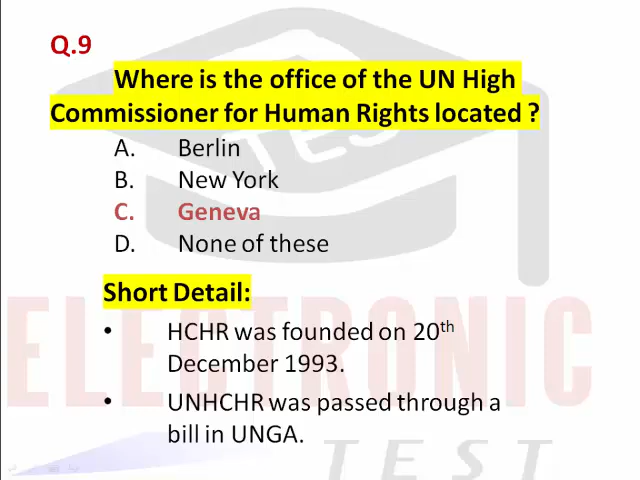 Q.9
Where is the office of the UN High
Commissioner for Human Rights located ?
A. Berlin
B. New York
C. Geneva
D. None of these
Short Detail:
• HCHR was founded on 20th
December 1993.
• UNHCHR was passed through a
bill in UNGA.
ELECTRONIC
TEST
TEST